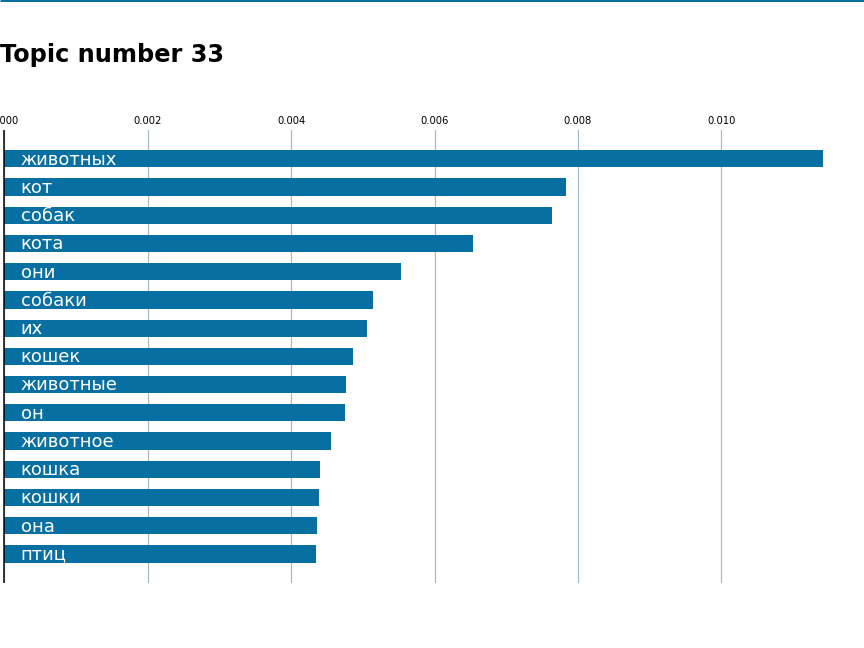 Topic number 33
000 0.002 0.004 0.006 0.008 0.010
животных
кот
собак
кота
они
собаки
их
кошек
животные
он
животное
кошка
кошки
она
птиц